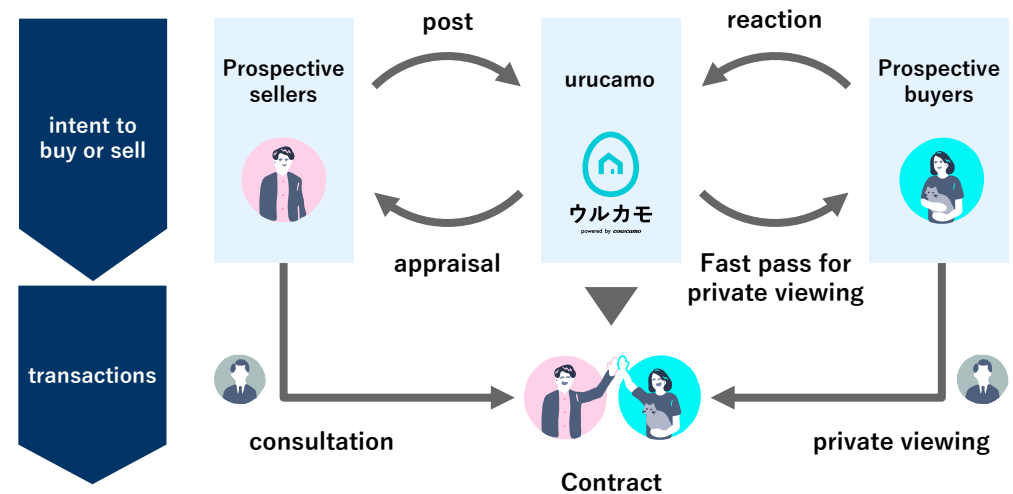 post
reaction
Prospective
sellers
urucamo
Prospective
buyers
intent to
buy or sell
ウルカモ
powered by cowcamo
appraisal
Fast pass for
private viewing
transactions
consultation
private viewing
Contract